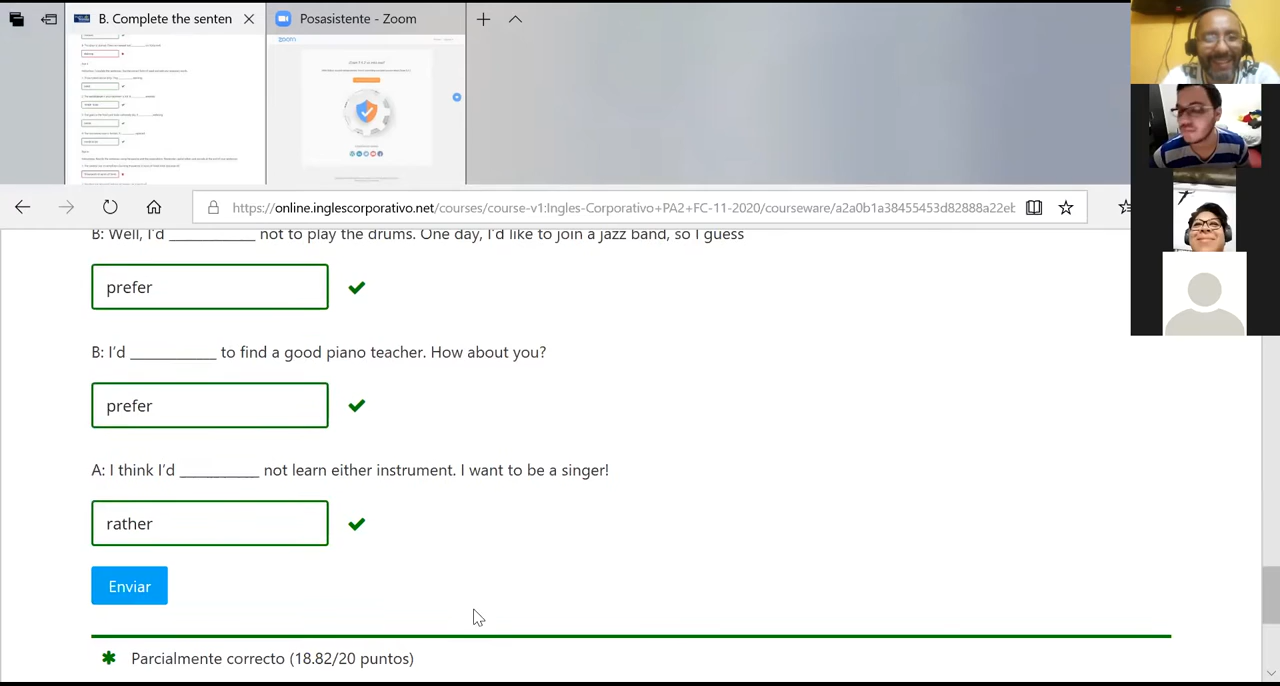 B. Complete the senten
Posasistente - Zoom
zoom
https://online.inglescorporativo.net/courses/course-v1:Ingles-Corporativo+PA2+FC-11-2020/courseware/a2a0b1a38455453d82888a22eb
B: Well, I'd ____________ not to play the drums. One day, I'd like to join a jazz band, so I guess
prefer
B: I'd ____________ to find a good piano teacher. How about you?
prefer
A: I think I'd ___________ not learn either instrument. I want to be a singer!
rather
Enviar
Parcialmente correcto (18.82/20 puntos)